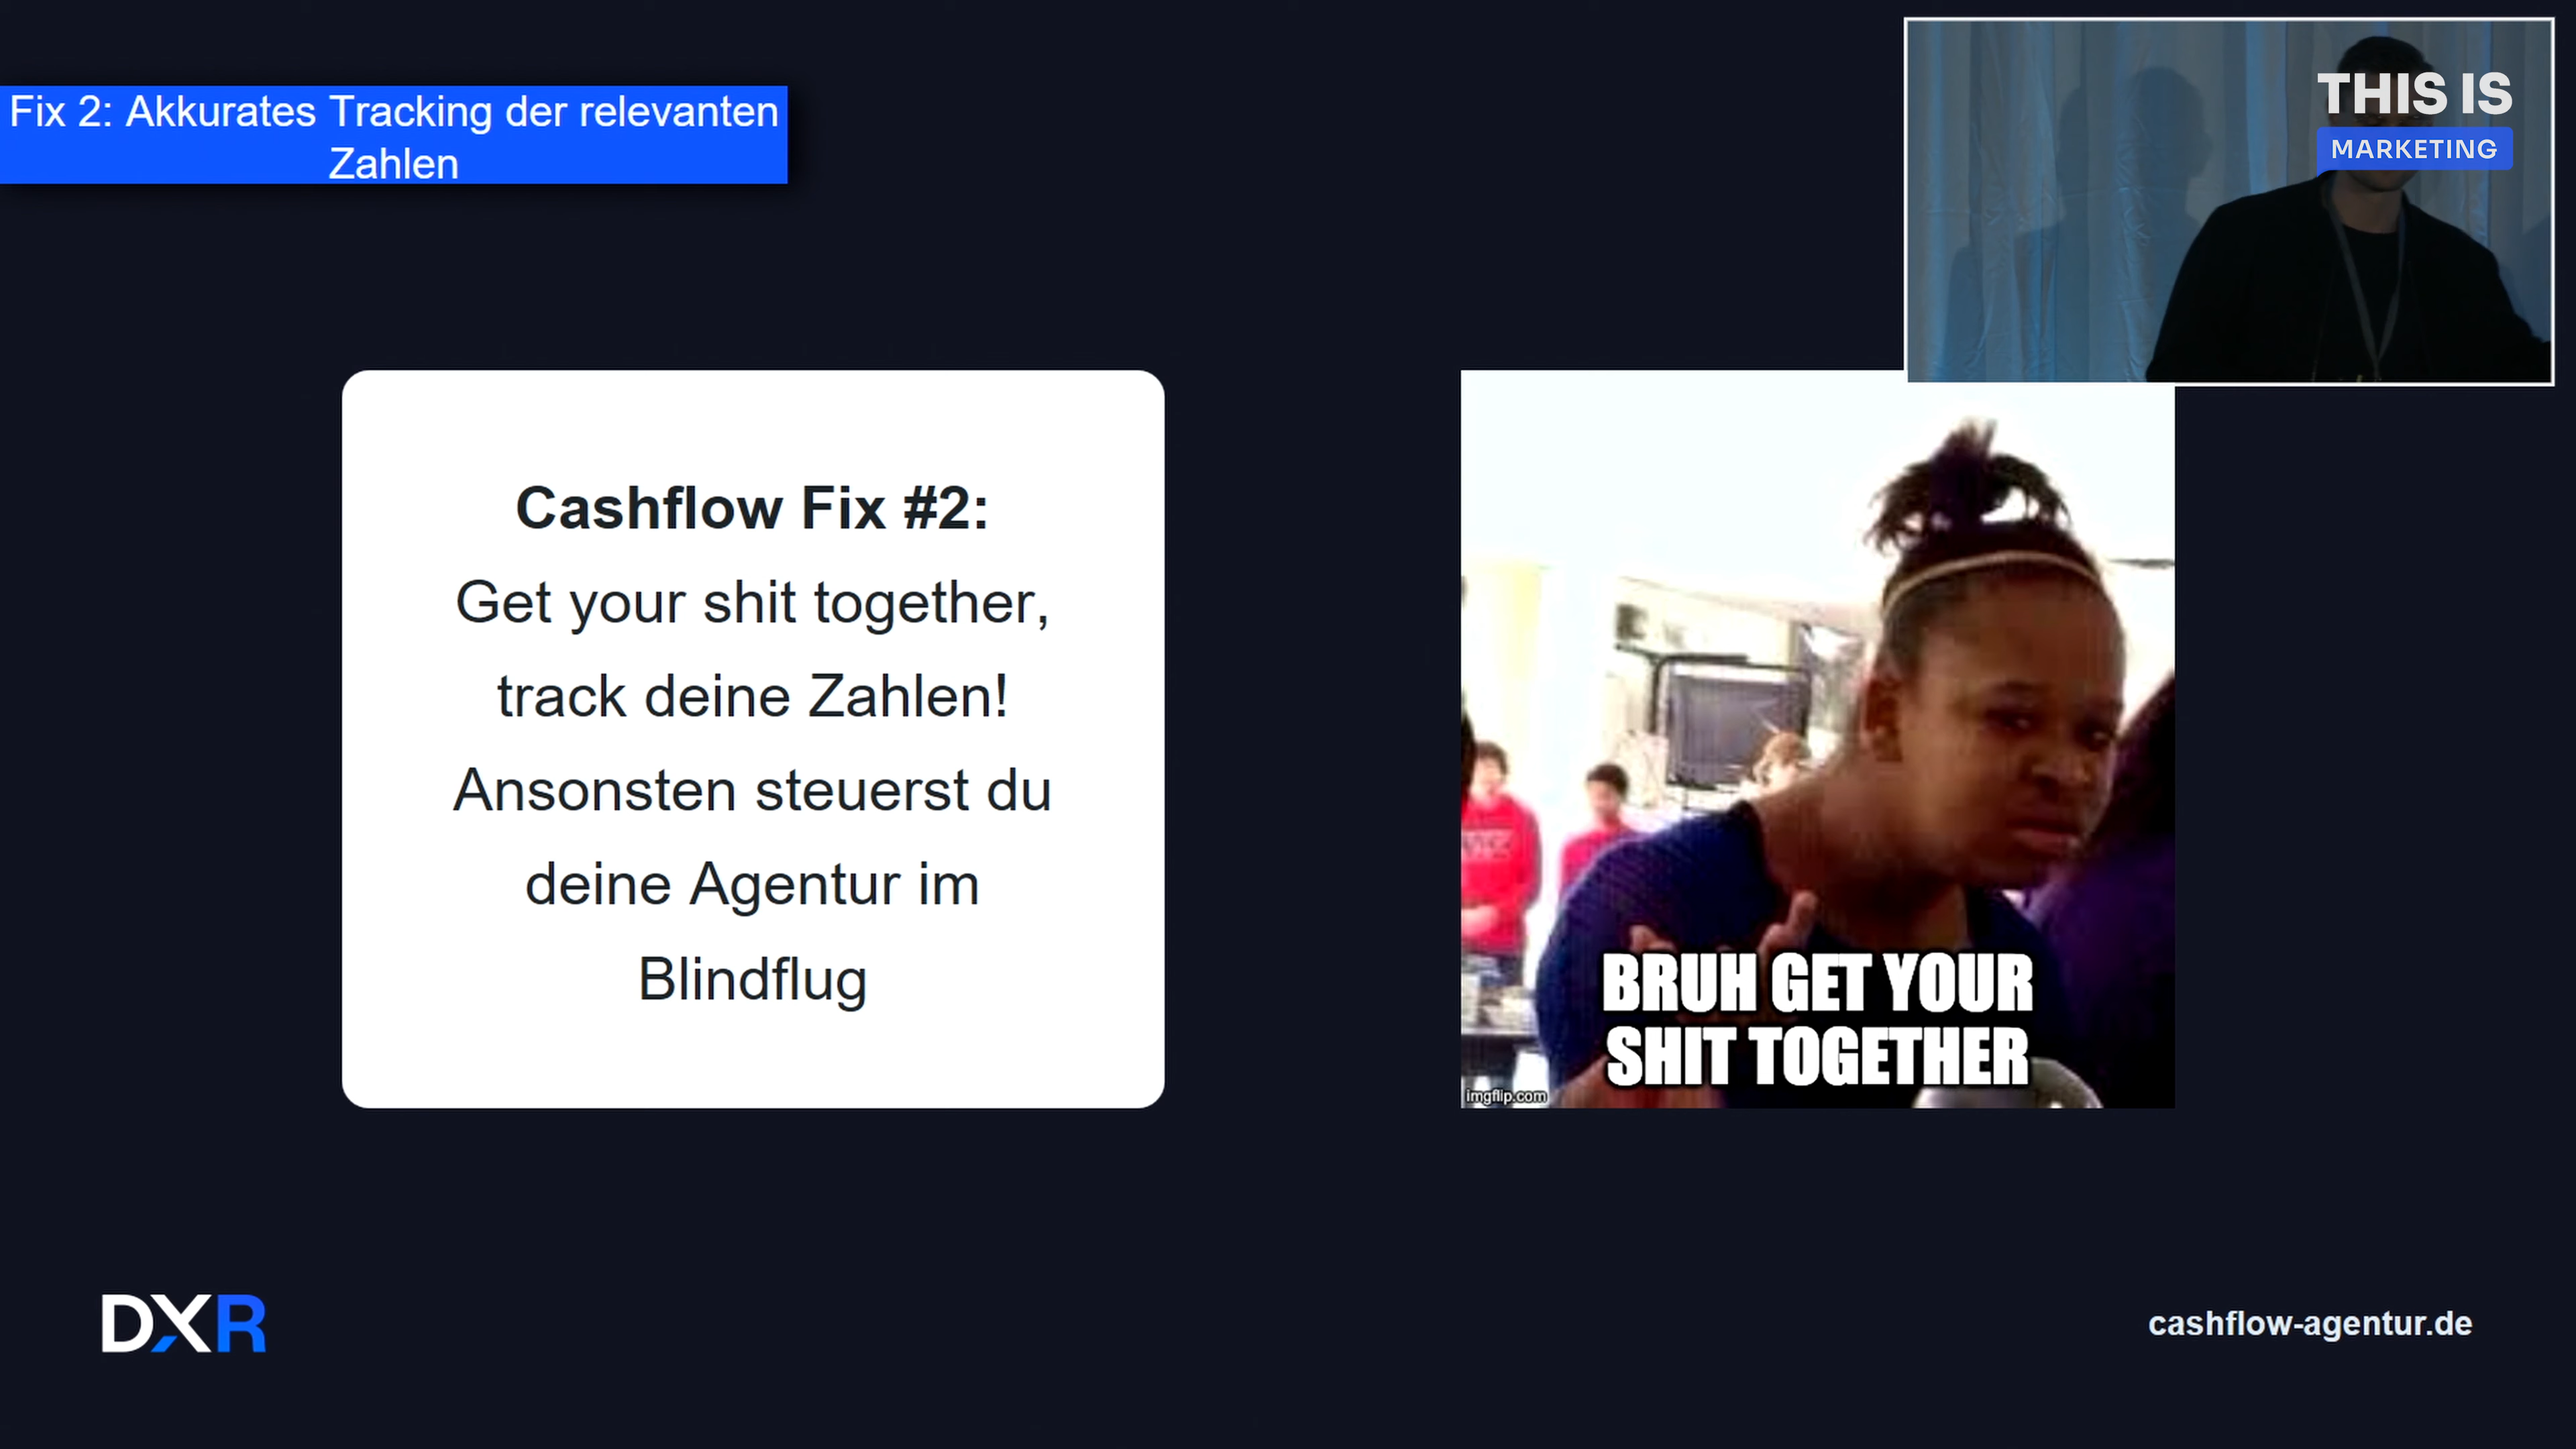 Fix 2: Akkurates Tracking der relevanten
Zahlen
THIS IS
MARKETING
Cashflow Fix #2:
Get your shit together,
track deine Zahlen!
Ansonsten steuerst du
deine Agentur im
Blindflug
BRUH GET YOUR
SHIT TOGETHER
imgflip.com
DXR
cashflow-agentur.de